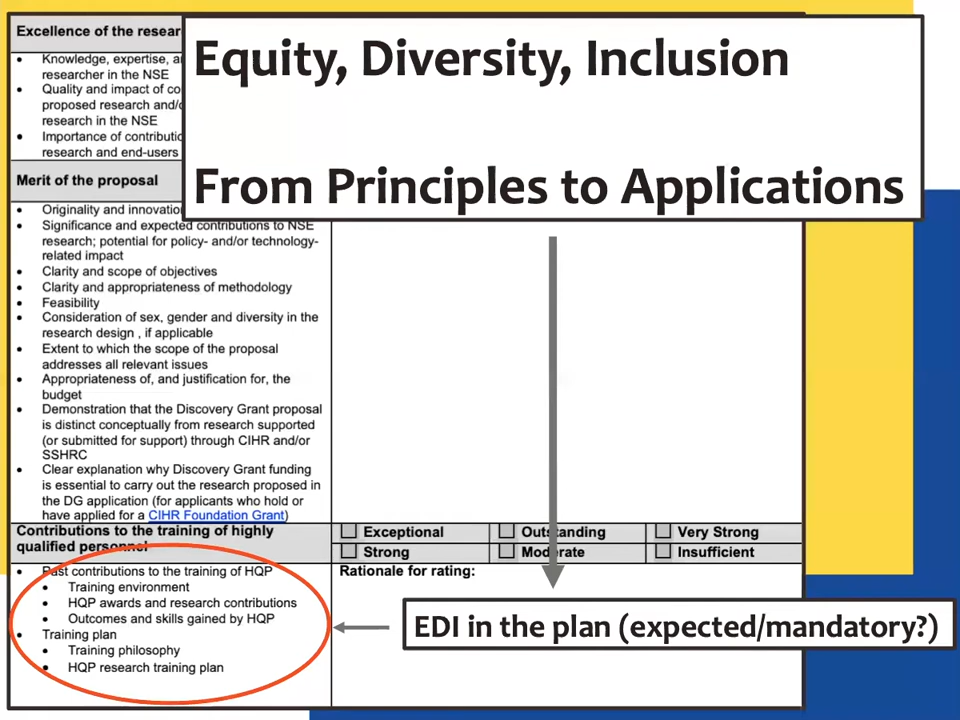 Equity, Diversity, Inclusion
From Principles to Applications
Excellence of the resear
Knowledge, expertise, a
researcher in the NSE
Quality and impact of co
proposed research and/
research in the NSE
Importance of contributio
research and end-users
Merit of the proposal
Originality and innovation
Significance and expected contributions to NSE
research; potential for policy- and/or technology-
related impact
Clarity and scope of objectives
Clarity and appropriateness of methodology
Feasibility
Consideration of sex, gender and diversity in the
research design , if applicable
Extent to which the scope of the proposal
addresses all relevant issues
Appropriateness of, and justification for, the
budget
Demonstration that the Discovery Grant proposal
is distinct conceptually from research supported
(or submitted for support) through CIHR and/or
SSHRC
Clear explanation why Discovery Grant funding
is essential to carry out the research proposed in
the DG application (for applicants who hold or
have applied for a CIHR Foundation Grant)
Contributions to the training of highly
qualified personnel
Exceptional
Outstanding
Very Strong
Strong
Moderate
Insufficient
Past contributions to the training of HQP
Training environment
HQP awards and research contributions
Outcomes and skills gained by HQP
Training plan
Training philosophy
HQP research training plan
Rationale for rating:
EDI in the plan (expected/mandatory?)